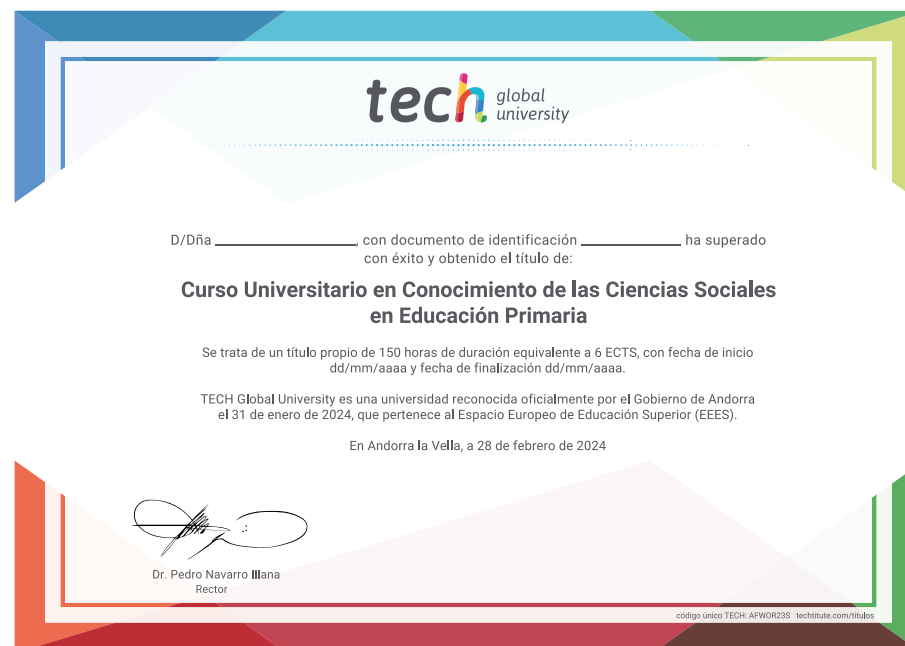 tech global university
D/Dña ______________, con documento de identificación __________ ha superado
con éxito y obtenido el título de:
Curso Universitario en Conocimiento de las Ciencias Sociales
en Educación Primaria
Se trata de un título propio de 150 horas de duración equivalente a 6 ECTS, con fecha de inicio
dd/mm/aaaa y fecha de finalización dd/mm/aaaa.
TECH Global University es una universidad reconocida oficialmente por el Gobierno de Andorra
el 31 de enero de 2024, que pertenece al Espacio Europeo de Educación Superior (EEES).
En Andorra la Vella, a 28 de febrero de 2024
Dr. Pedro Navarro Illana
Rector
código único TECH: AFWOR23S techtitute.com/titulos